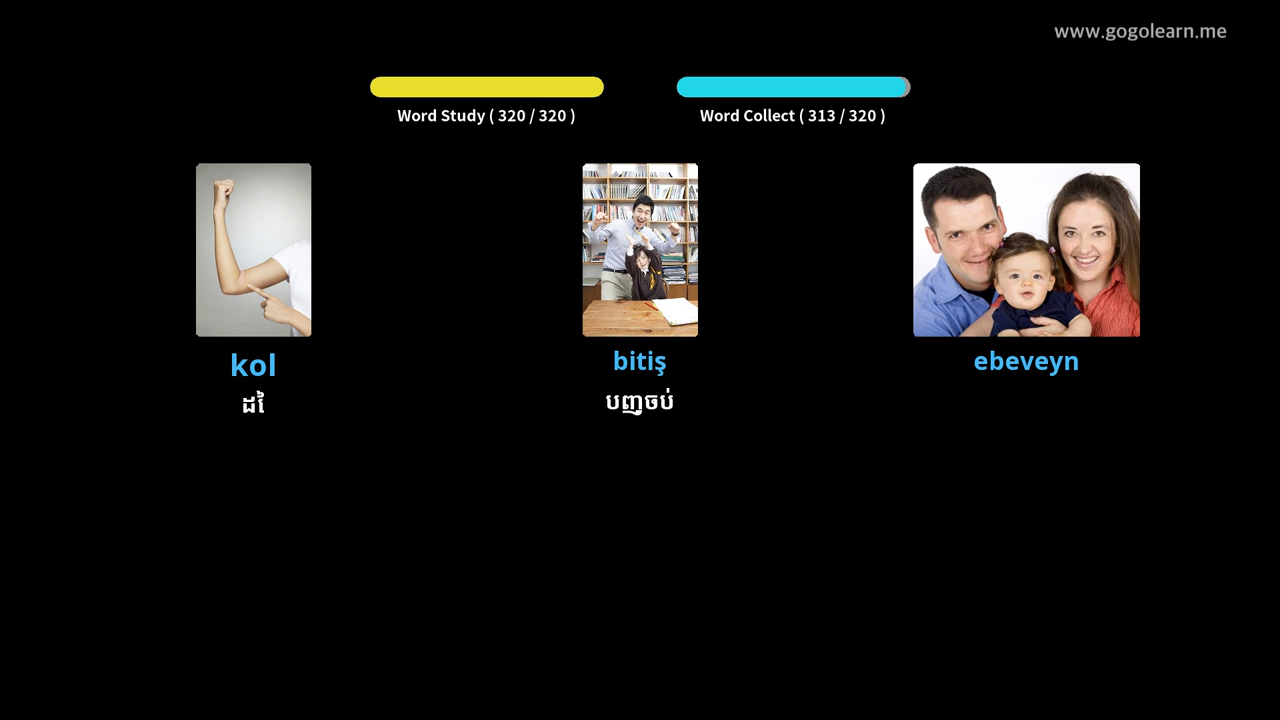 www.gogolearn.me
Word Study ( 320 / 320 )
Word Collect ( 313 / 320 )
kol
bitiş
ebeveyn
ដៃ
បញ្ចប់